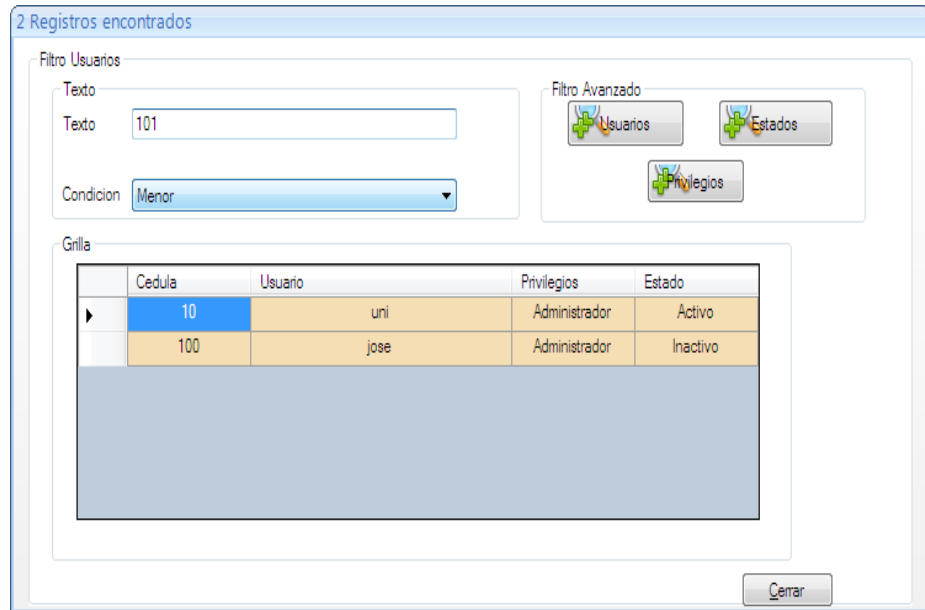 2 Registros encontrados
Filtro Usuarios
Texto
Texto 101
Condicion Menor
Filtro Avanzado
Usuarios Estados
Privilegios
Grilla
Cedula Usuario Privilegios Estado
10 uni Administrador Activo
100 jose Administrador Inactivo
Cerrar